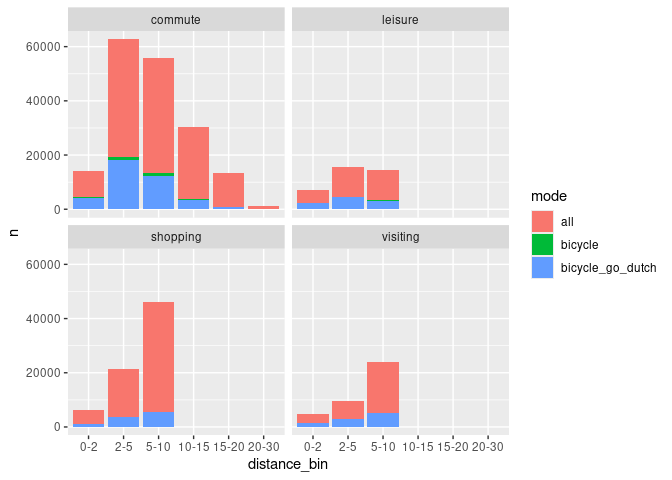 commute
leisure
60000
40000
20000
0
n
mode
all
bicycle
bicycle_go_dutch
shopping
visiting
60000
40000
20000
0
0-2 2-5 5-10 10-15 15-20 20-30
0-2 2-5 5-10 10-15 15-20 20-30
distance_bin